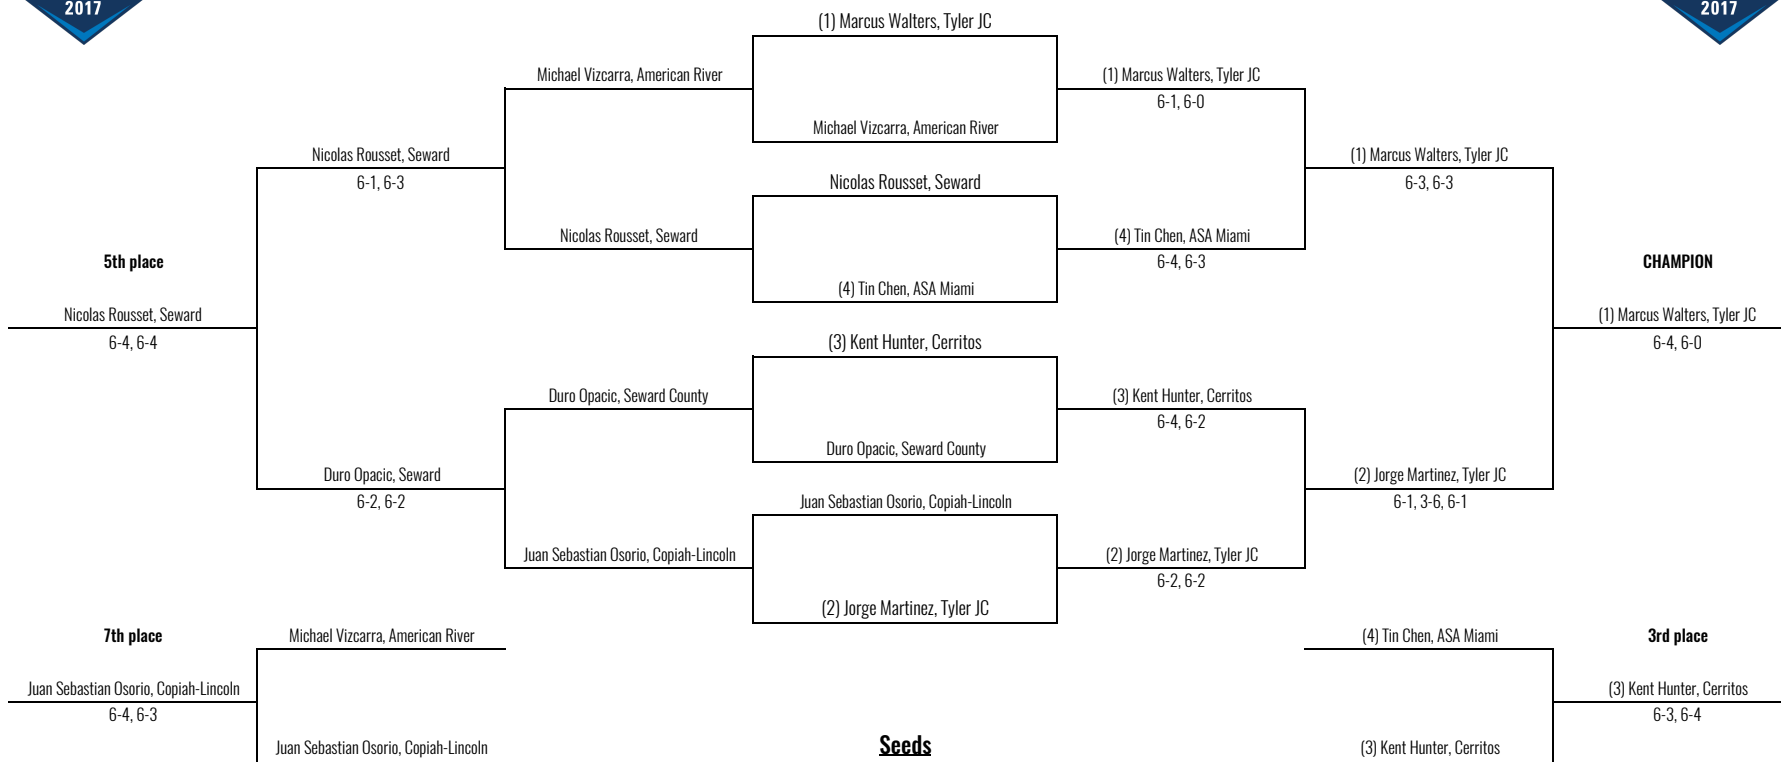 2017
2017
(1) Marcus Walters, Tyler JC
Michael Vizcarra, American River
(1) Marcus Walters, Tyler JC
6-1, 6-0
Michael Vizcarra, American River
Nicolas Rousset, Seward
6-1, 6-3
(1) Marcus Walters, Tyler JC
6-3, 6-3
Nicolas Rousset, Seward
Nicolas Rousset, Seward
(4) Tin Chen, ASA Miami
6-4, 6-3
5th place
CHAMPION
(4) Tin Chen, ASA Miami
Nicolas Rousset, Seward
6-4, 6-4
(1) Marcus Walters, Tyler JC
6-4, 6-0
(3) Kent Hunter, Cerritos
Duro Opacic, Seward County
(3) Kent Hunter, Cerritos
6-4, 6-2
Duro Opacic, Seward County
Duro Opacic, Seward
6-2, 6-2
(2) Jorge Martinez, Tyler JC
6-1, 3-6, 6-1
Juan Sebastian Osorio, Copiah-Lincoln
Juan Sebastian Osorio, Copiah-Lincoln
(2) Jorge Martinez, Tyler JC
6-2, 6-2
(2) Jorge Martinez, Tyler JC
7th place
Michael Vizcarra, American River
(4) Tin Chen, ASA Miami
3rd place
Juan Sebastian Osorio, Copiah-Lincoln
6-4, 6-3
(3) Kent Hunter, Cerritos
6-3, 6-4
Juan Sebastian Osorio, Copiah-Lincoln
Seeds
(3) Kent Hunter, Cerritos